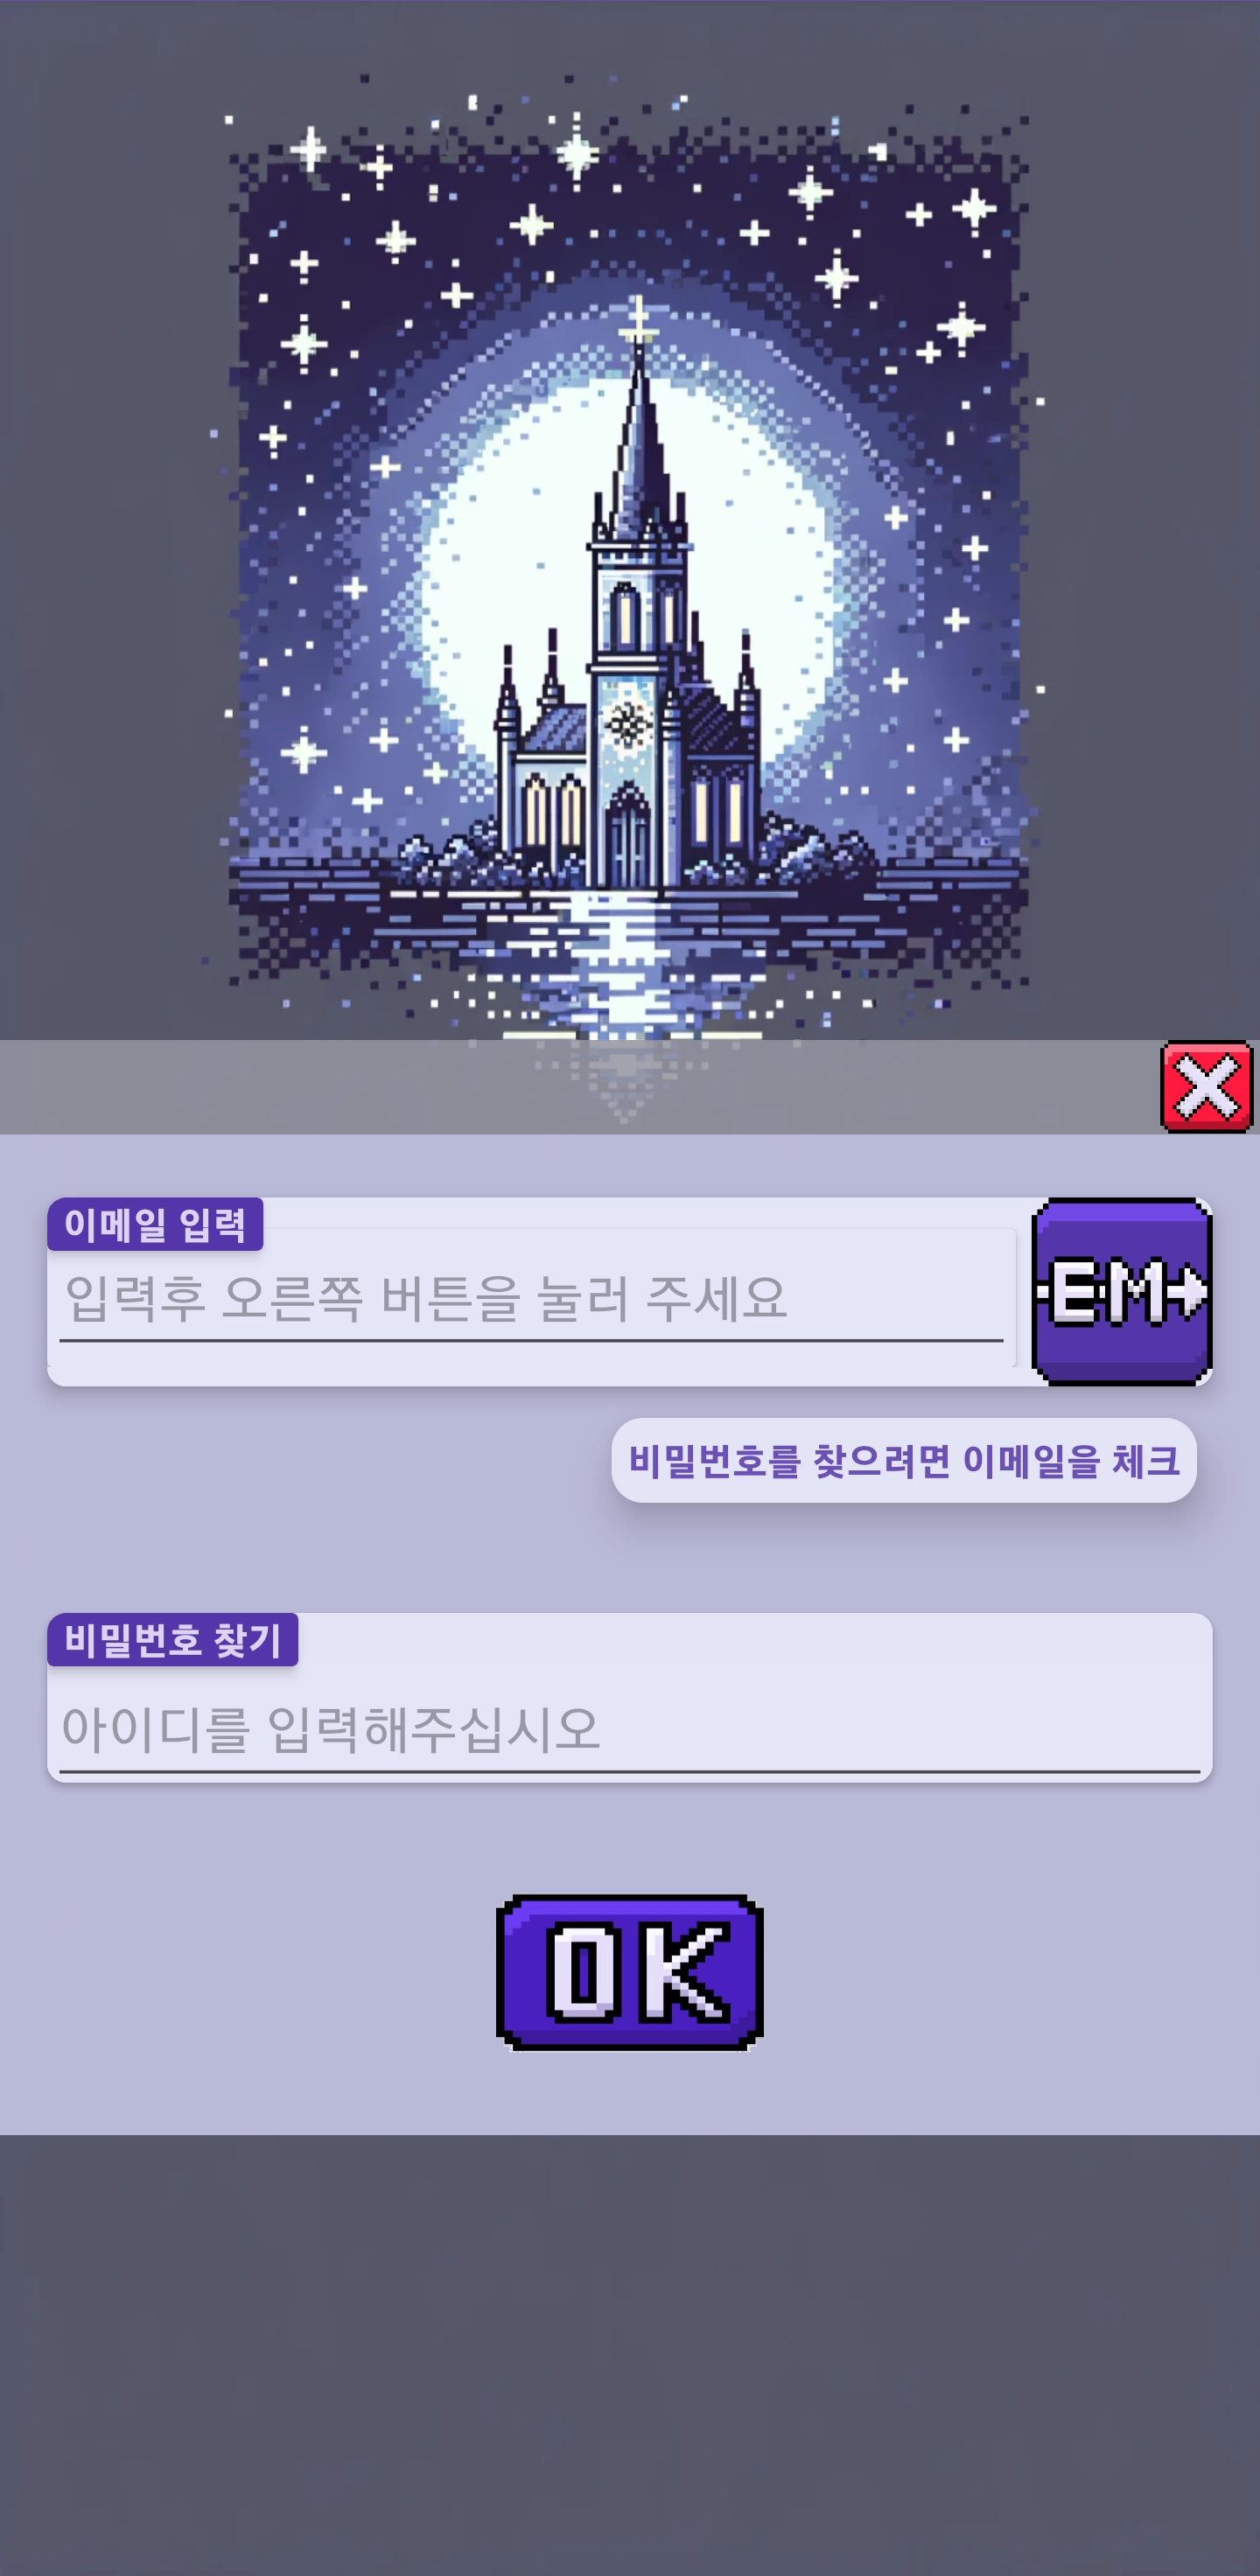 이메일 입력
입력후 오른쪽 버튼을 눌러 주세요
EM
비밀번호를 찾으려면 이메일을 체크
비밀번호 찾기
아이디를 입력해주십시오
OK